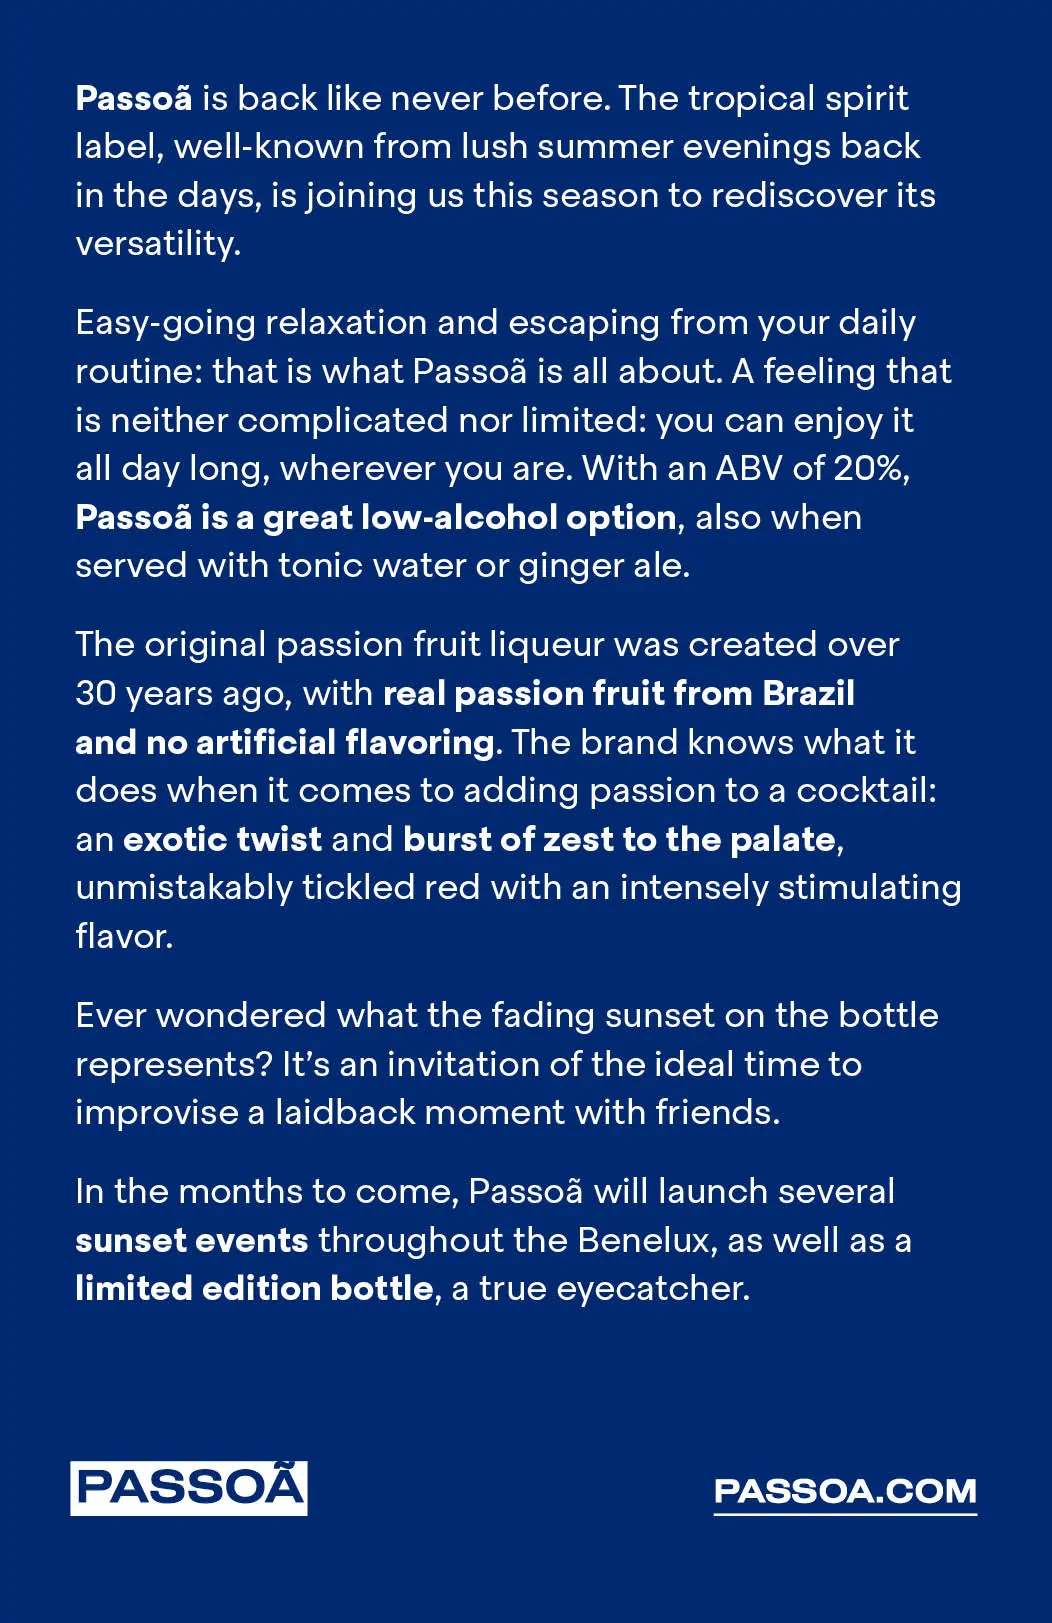 Passoã is back like never before. The tropical spirit
label, well-known from lush summer evenings back
in the days, is joining us this season to rediscover its
versatility.
Easy-going relaxation and escaping from your daily
routine: that is what Passoã is all about. A feeling that
is neither complicated nor limited: you can enjoy it
all day long, wherever you are. With an ABV of 20%,
Passoã is a great low-alcohol option, also when
served with tonic water or ginger ale.
The original passion fruit liqueur was created over
30 years ago, with real passion fruit from Brazil
and no artificial flavoring. The brand knows what it
does when it comes to adding passion to a cocktail:
an exotic twist and burst of zest to the palate,
unmistakably tickled red with an intensely stimulating
flavor.
Ever wondered what the fading sunset on the bottle
represents? It’s an invitation of the ideal time to
improvise a laidback moment with friends.
In the months to come, Passoã will launch several
sunset events throughout the Benelux, as well as a
limited edition bottle, a true eyecatcher.
PASSOÃ
PASSOA.COM